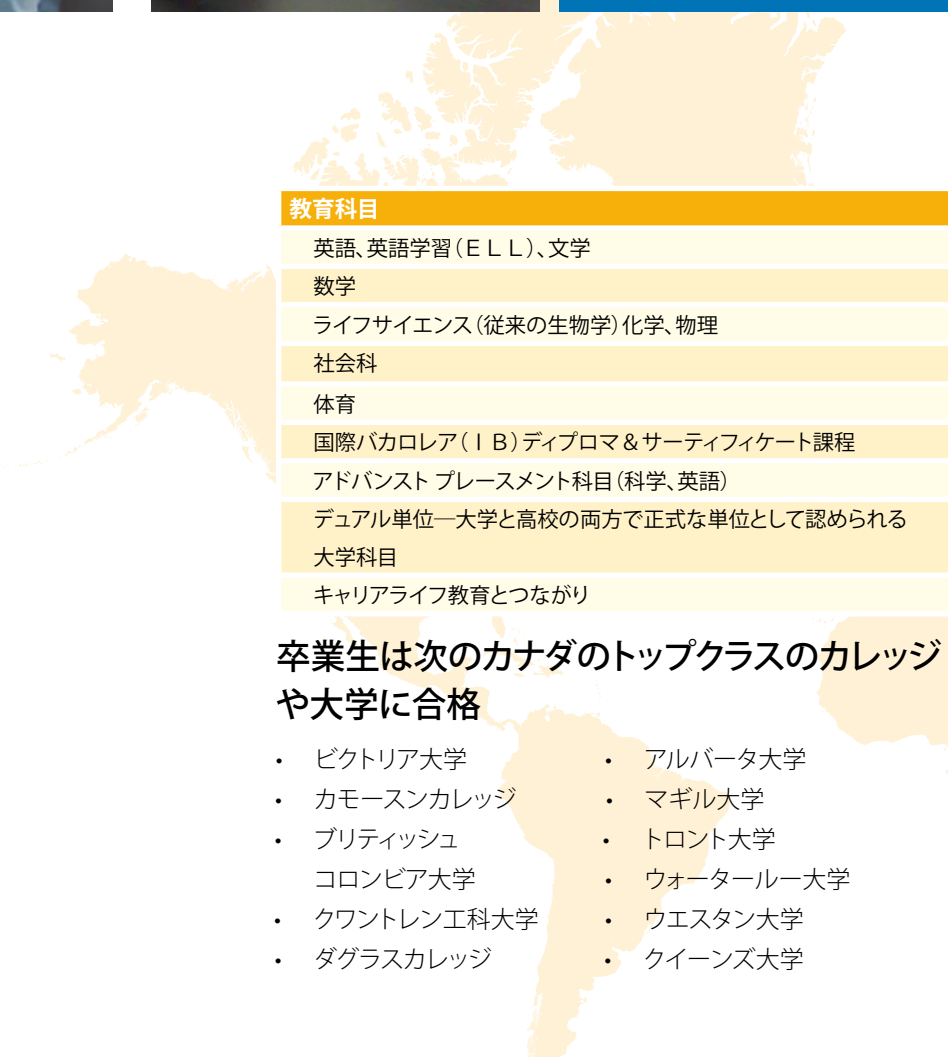 教育科目
英語、英語学習（ＥＬＬ）、文学
数学
ライフサイエンス（従来の生物学）化学、物理
社会科
体育
国際バカロレア（ＩＢ）ディプロマ＆サーティフィケート課程
アドバンスト プレースメント科目（科学、英語）
デュアル単位―大学と高校の両方で正式な単位として認められる
大学科目
キャリアライフ教育とつながり
卒業生は次のカナダのトップクラスのカレッジ
や大学に合格
・ ビクトリア大学
・ カモースンカレッジ
・ ブリティッシュ
コロンビア大学
・ クワントレン工科大学
・ ダグラスカレッジ
・ アルバータ大学
・ マギル大学
・ トロント大学
・ ウォータールー大学
・ ウエスタン大学
・ クイーンズ大学